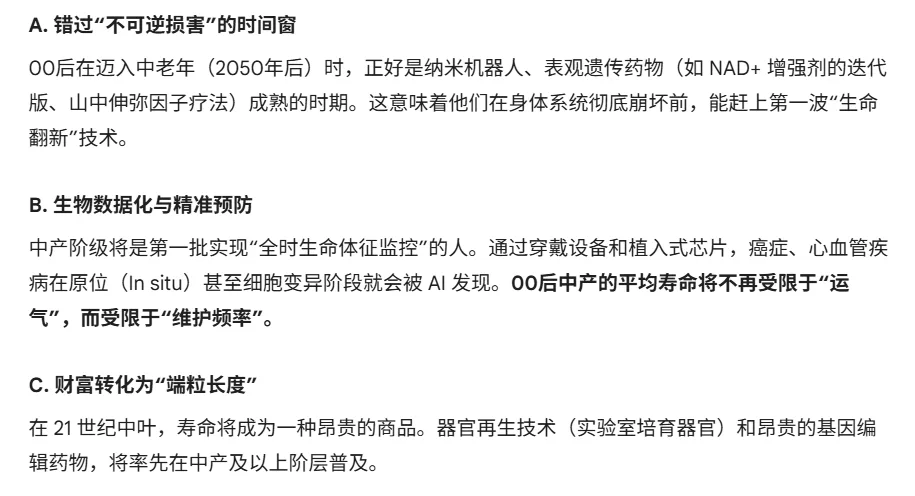 A. 错过“不可逆损害”的时间窗
00后在迈入中老年（2050年后）时，正好是纳米机器人、表观遗传药物（如 NAD+ 增强剂的迭代
版、山中伸弥因子疗法）成熟的时期。这意味着他们在身体系统彻底崩坏前，能赶上第一波“生命
翻新”技术。
B. 生物数据化与精准预防
中产阶级将是第一批实现“全时生命体征监控”的人。通过穿戴设备和植入式芯片，癌症、心血管疾
病在原位（In situ）甚至细胞变异阶段就会被 AI 发现。00后中产的平均寿命将不再受限于“运
气”，而受限于“维护频率”。
C. 财富转化为“端粒长度”
在 21 世纪中叶，寿命将成为一种昂贵的商品。器官再生技术（实验室培育器官）和昂贵的基因编
辑药物，将率先在中产及以上阶层普及。